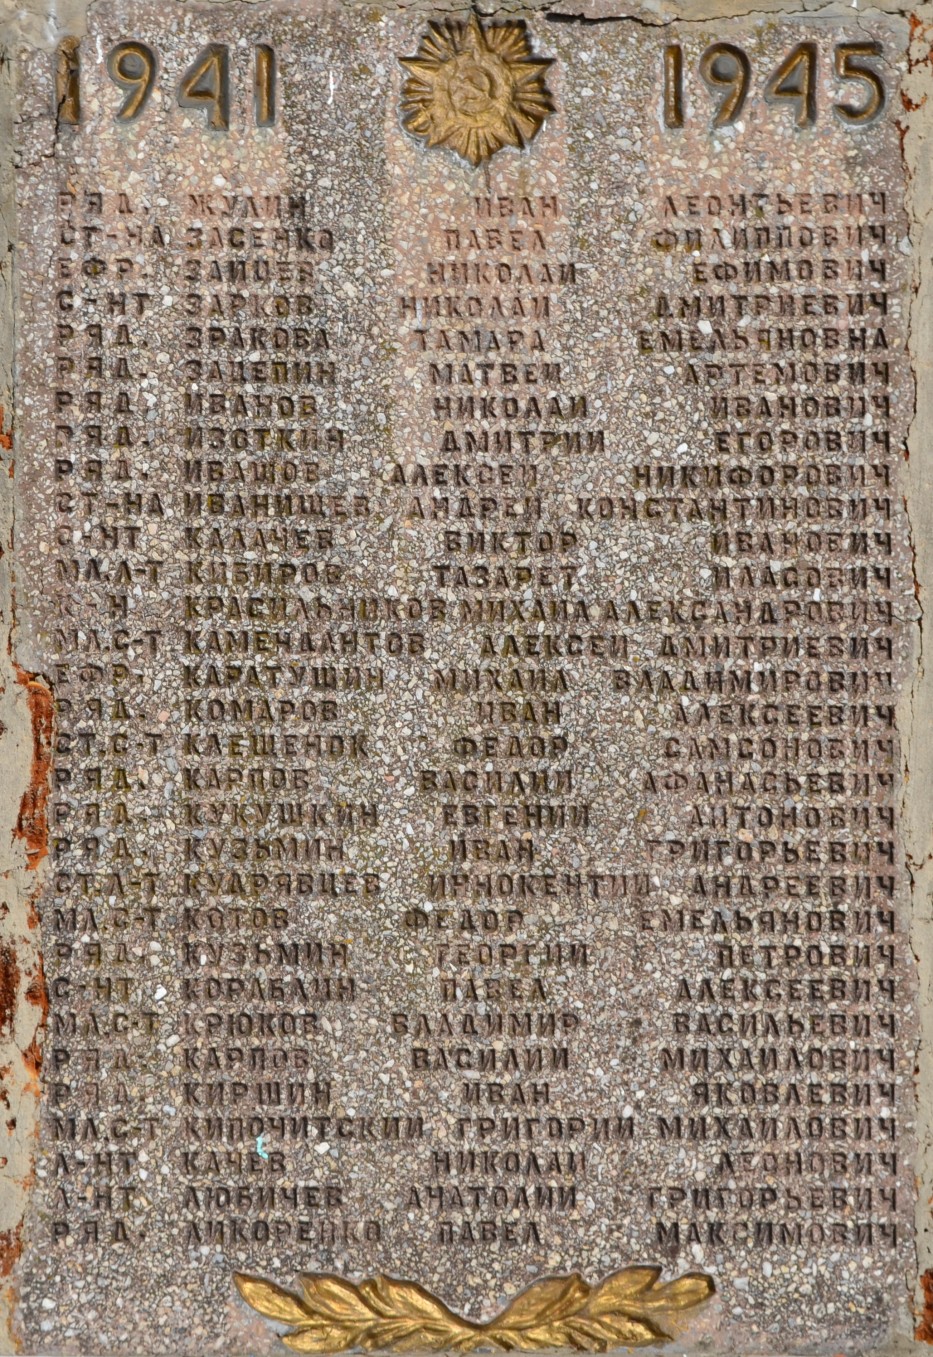 1941 1945
РЯД. ЖУЛИН ИВАН ЛЕОНТЬЕВИЧ
СТ-НА ЗАСЕНКО ПАВЕЛ ФИЛИППОВИЧ
ЕФР. ЗАЙЦЕВ НИКОЛАЙ ЕФИМОВИЧ
С-НТ ЗАРКОВ НИКОЛАЙ ДМИТРИЕВИЧ
РЯД. ЗРАКОВА ТАМАРА ЕМЕЛЬЯНОВНА
РЯД. ЗАЦЕПИН МАТВЕЙ АРТЕМОВИЧ
РЯД. ИВАНОВ НИКОЛАЙ ИВАНОВИЧ
РЯД. ИЗОТКИН ДМИТРИЙ ЕГОРОВИЧ
РЯД. ИВАШОВ АЛЕКСЕЙ НИКИФОРОВИЧ
СТ-НА ИВАНИЩЕВ АНДРЕЙ КОНСТАНТИНОВИЧ
С-НТ КАЛАЧЕВ ВИКТОР ИВАНОВИЧ
МЛ.Л-Т КИБИРОВ ТАЗАРЕТ ИЛАСОВИЧ
К-Н КРАСИЛЬНИКОВ МИХАИЛ АЛЕКСАНДРОВИЧ
МЛ.С-Т КАМЕНДАНТОВ АЛЕКСЕЙ ДМИТРИЕВИЧ
ЕФР. КАРАТУШИН МИХАИЛ ВЛАДИМИРОВИЧ
РЯД. КОМАРОВ ИВАН АЛЕКСЕЕВИЧ
СТ.С-Т КЛЕЩЕНОК ФЕДОР САМСОНОВИЧ
РЯД. КАРПОВ ВАСИЛИЙ АФАНАСЬЕВИЧ
РЯД. КУКУШКИН ЕВГЕНИЙ АНТОНОВИЧ
РЯД. КУЗЬМИН ИВАН ГРИГОРЬЕВИЧ
СТ.Л-Т КУДРЯВЦЕВ ИННОКЕНТИЙ АНДРЕЕВИЧ
МЛ.С-Т КОТОВ ФЕДОР ЕМЕЛЬЯНОВИЧ
РЯД. КУЗЬМИН ГЕОРГИЙ ПЕТРОВИЧ
С-НТ КОРАБЛИН ПАВЕЛ АЛЕКСЕЕВИЧ
МЛ.С-Т КРЮКОВ ВЛАДИМИР ВАСИЛЬЕВИЧ
РЯД. КАРПОВ ВАСИЛИЙ МИХАЙЛОВИЧ
РЯД. КИРШИН ИВАН ЯКОВЛЕВИЧ
МЛ.С-Т КИПОЧИТСКИЙ ГРИГОРИЙ МИХАЙЛОВИЧ
Л-НТ КАЧЕВ НИКОЛАЙ ЛЕОНОВИЧ
Л-НТ ЛЮБИЧЕВ АНАТОЛИЙ ГРИГОРЬЕВИЧ
РЯД. ЛИКОРЕНКО ПАВЕЛ МАКСИМОВИЧ